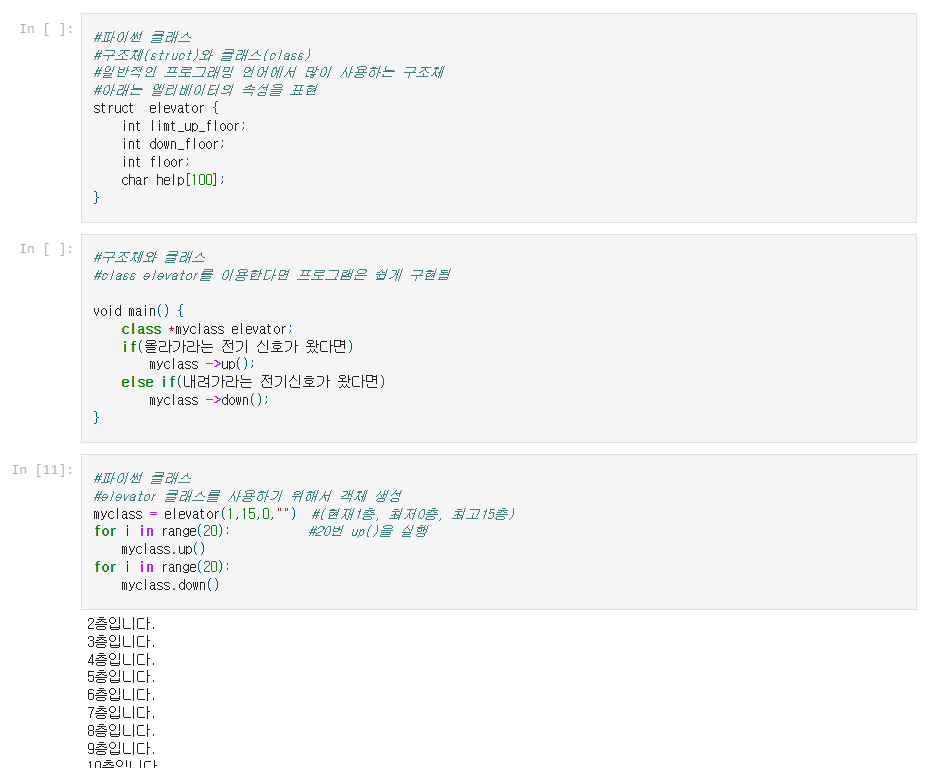 In [ ]:
#파이썬 클래스
#구조체(struct)와 클래스(class)
#일반적인 프로그래밍 언어에서 많이 사용하는 구조체
#아래는 엘리베이터의 속성을 표현
struct  elevator {
    int limt_up_floor;
    int down_floor;
    int floor;
    char help[100];
}
In [ ]:
#구조체와 클래스
#class elevator를 이용한다면 프로그램은 쉽게 구현됨

void main() {
    class *myclass elevator;
    if(올라가라는 전기 신호가 왔다면)
        myclass ->up();
    else if(내려가라는 전기신호가 왔다면)
        myclass ->down();
}
In [11]:
#파이썬 클래스
#elevator 클래스를 사용하기 위해서 객체 생성
myclass = elevator(1,15,0,"")  #(현재1층, 최저0층, 최고15층)
for i in range(20):           #20번 up()을 실행
    myclass.up()
for i in range(20):
    myclass.down()
2층입니다.
3층입니다.
4층입니다.
5층입니다.
6층입니다.
7층입니다.
8층입니다.
9층입니다.
10층입니다